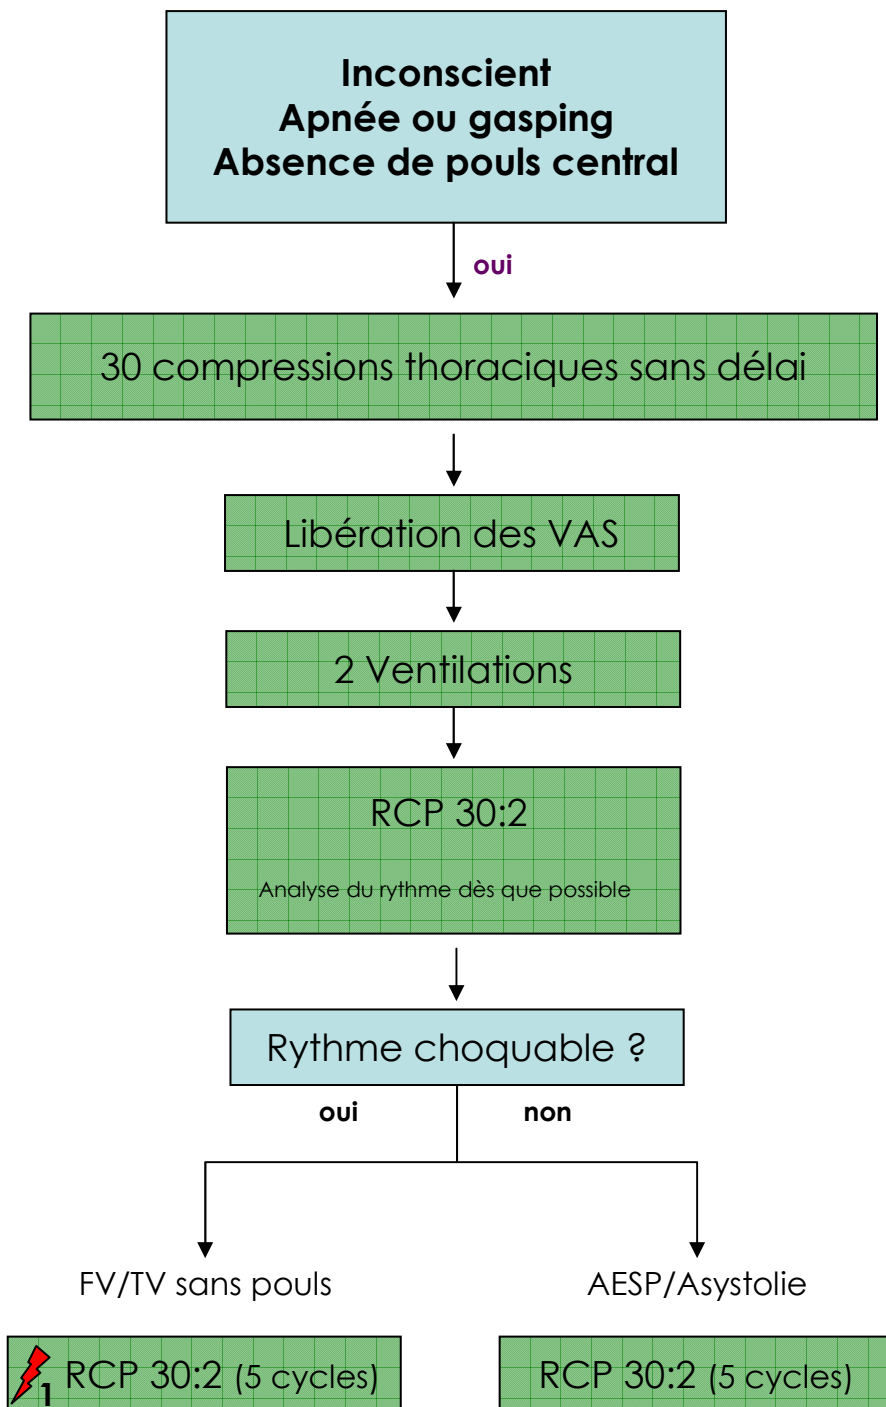 Inconscient
Apnée ou gasping
Absence de pouls central
oui
30 compressions thoraciques sans délai
Libération des VAS
2 Ventilations
RCP 30:2
Analyse du rythme dès que possible
Rythme choquable ?
oui non
FV/TV sans pouls AESP/Asystolie
1 RCP 30:2 (5 cycles) RCP 30:2 (5 cycles)